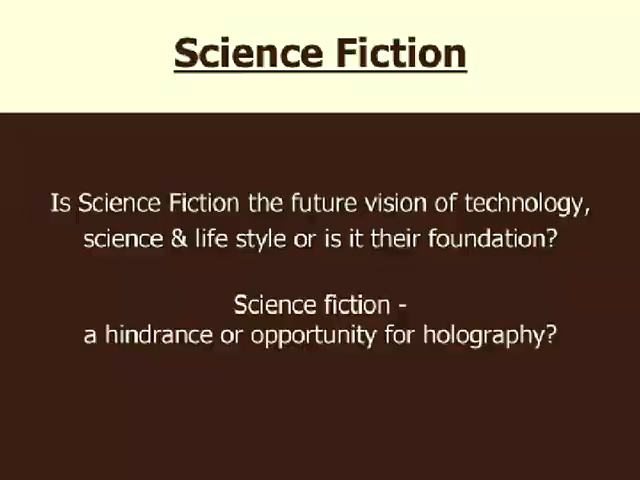 Science Fiction
Is Science Fiction the future vision of technology,
science & life style or is it their foundation?
Science fiction -
a hindrance or opportunity for holography?